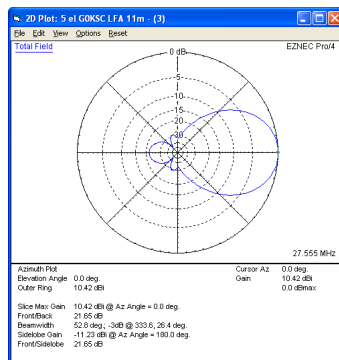 2D Plot: 5 el G0KSC LFA 11m - (3)
File Edit View Options Reset
Total Field
EZNEC Pro/4
0 dB
-5
-10
-15
-20
-30
27.555 MHz
Azimuth Plot Cursor Az 0.0 deg.
Elevation Angle 0.0 deg. Gain 10.42 dBi
Outer Ring 10.42 dBi 0.0 dBmax
Slice Max Gain 10.42 dBi @ Az Angle = 0.0 deg.
Front/Back 21.65 dB
Beamwidth 52.8 deg.; -3dB @ 333.6, 26.4 deg.
Sidelobe Gain -11.23 dBi @ Az Angle = 180.0 deg.
Front/Sidelobe 21.65 dB